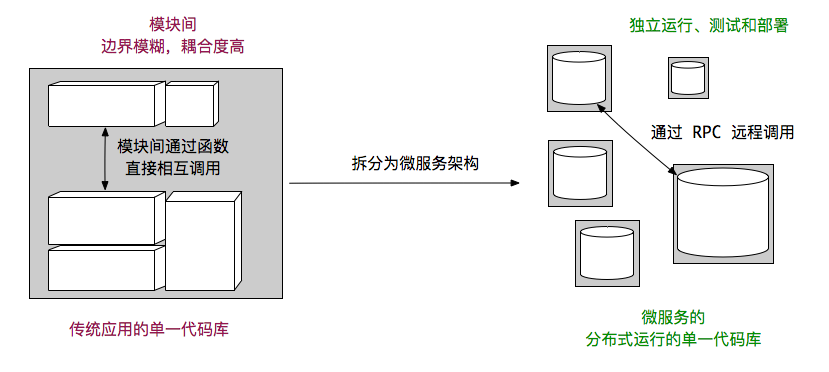 模块间
边界模糊，耦合度高
模块间通过函数
直接相互调用
传统应用的单一代码库
拆分为微服务架构
独立运行、测试和部署
通过 RPC 远程调用
微服务的
分布式运行的单一代码库